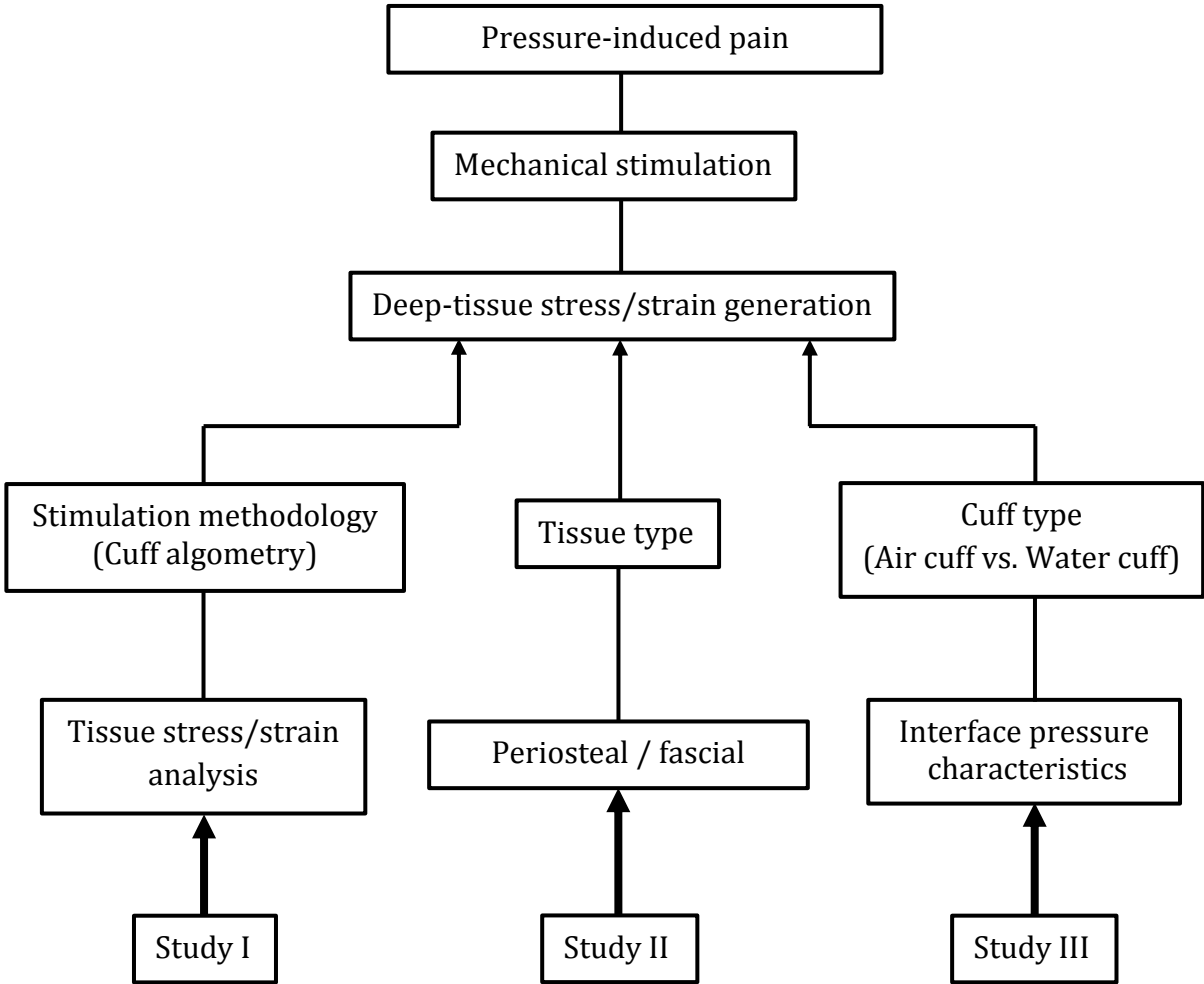 Pressure-induced pain
Mechanical stimulation
Deep-tissue stress/strain generation
Stimulation methodology
(Cuff algometry)
Tissue type
Cuff type
(Air cuff vs. Water cuff)
Tissue stress/strain
analysis
Periosteal / fascial
Interface pressure
characteristics
Study I
Study II
Study III